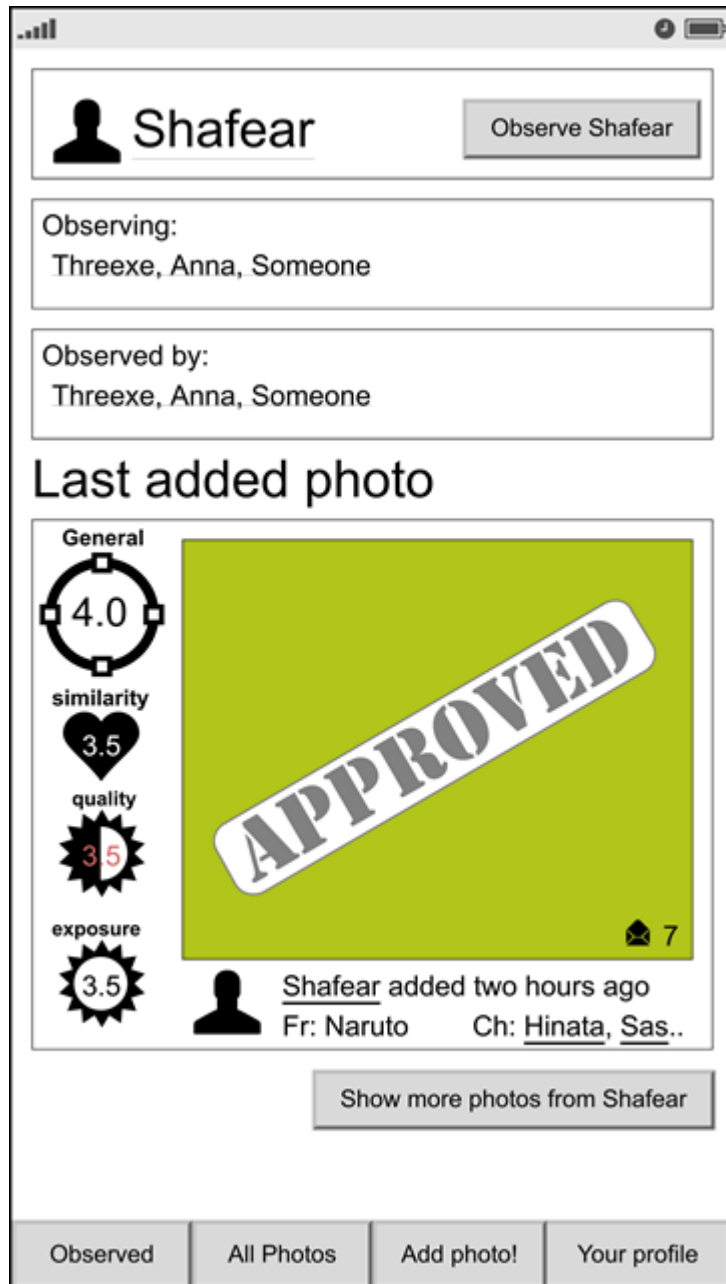 Shafear
Observe Shafear
Observing:
Threexe, Anna, Someone
Observed by:
Threexe, Anna, Someone
Last added photo
General
4.0
similarity
3.5
quality
3.5
exposure
3.5
APPROVED
7
Shafear added two hours ago
Fr: Naruto Ch: Hinata, Sas..
Show more photos from Shafear
Observed All Photos Add photo! Your profile